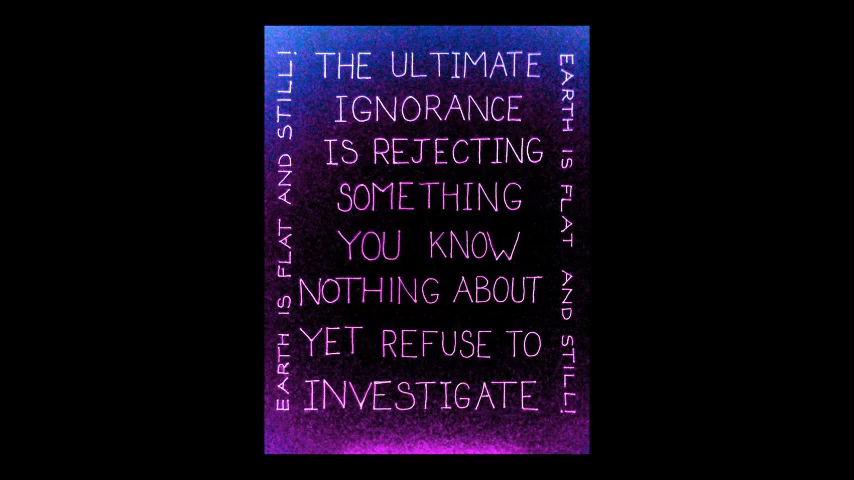 EARTH IS FLAT AND STILL!
THE ULTIMATE
IGNORANCE
IS REJECTING
SOMETHING
YOU KNOW
NOTHING ABOUT
YET REFUSE TO
INVESTIGATE
EARTH IS FLAT AND STILL!